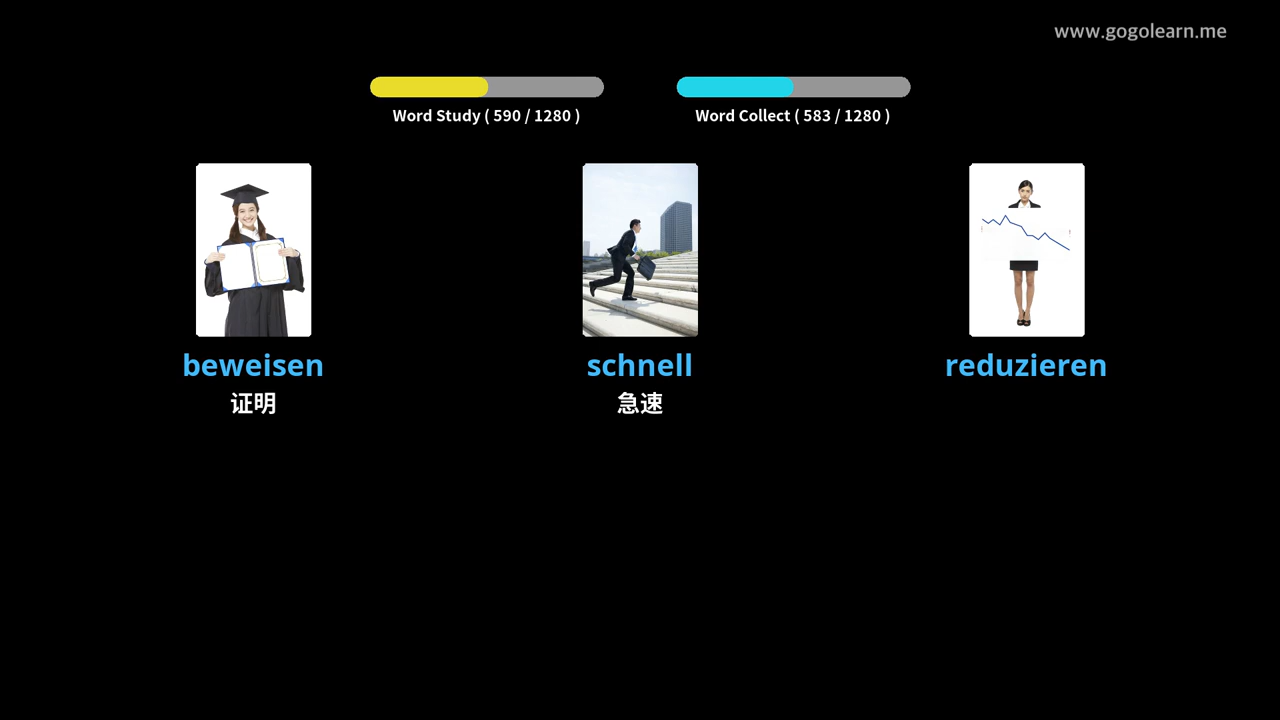 www.gogolearn.me
Word Study ( 590 / 1280 )
Word Collect ( 583 / 1280 )
beweisen
schnell
reduzieren
证明
急速